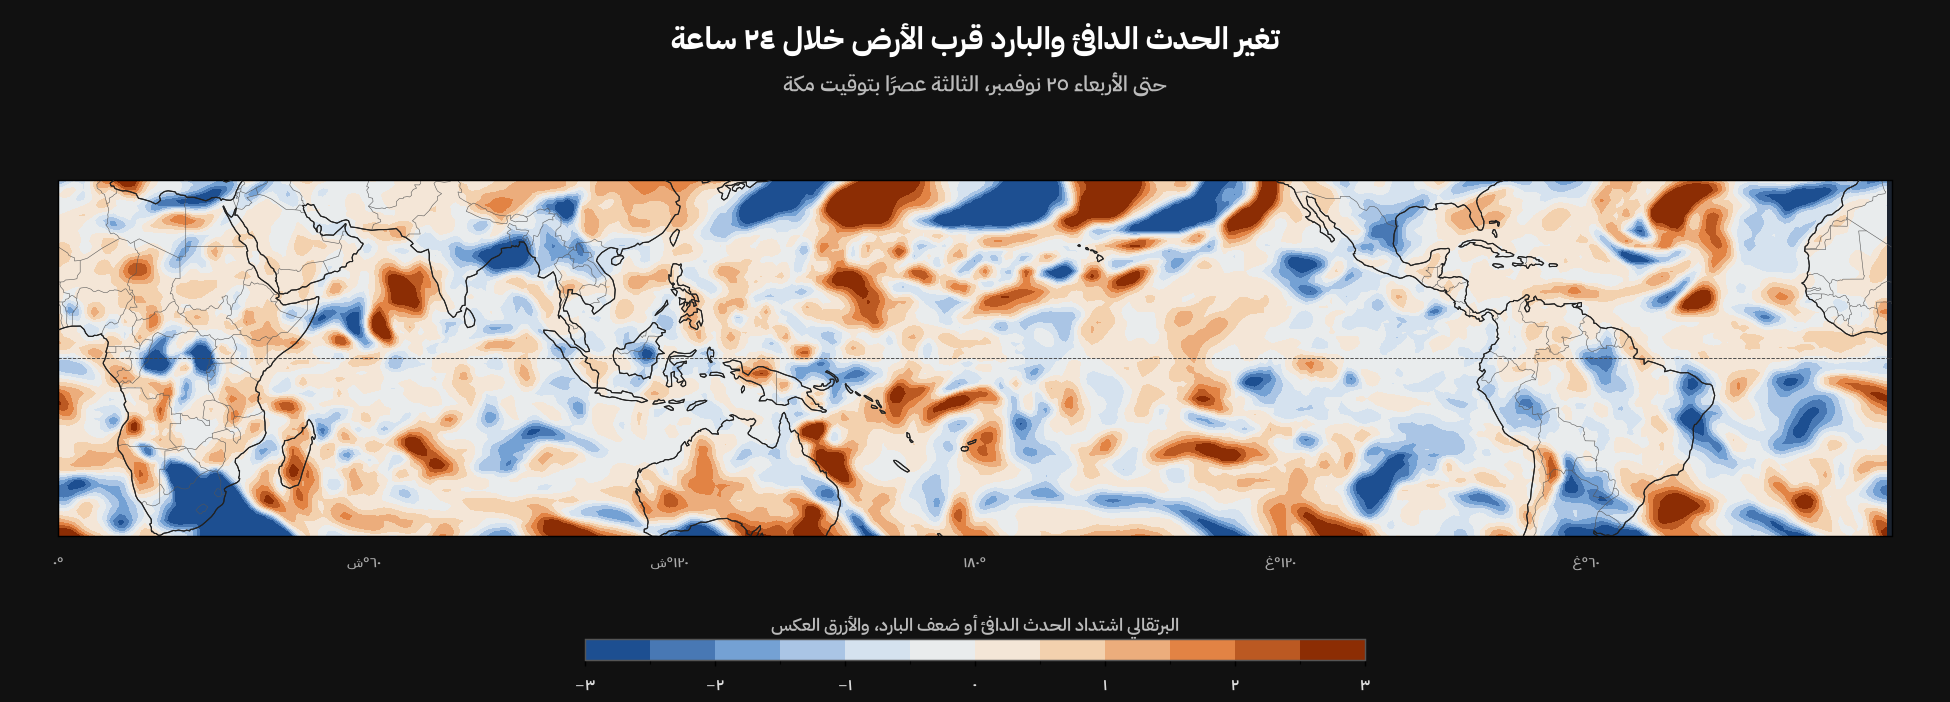 تغير الحدث الدافئ والبارد قرب الأرض خلال ٢٤ ساعة
حتى الأربعاء ٢٥ نوفمبر، الثالثة عصرًا بتوقيت مكة
٠° ٦٠°ش ١٢٠°ش ١٨٠° ١٢٠°غ ٦٠°غ
البرتقالي اشتداد الحدث الدافئ أو ضعف البارد، والأزرق العكس
−٣ −٢ −١ ٠ ١ ٢ ٣